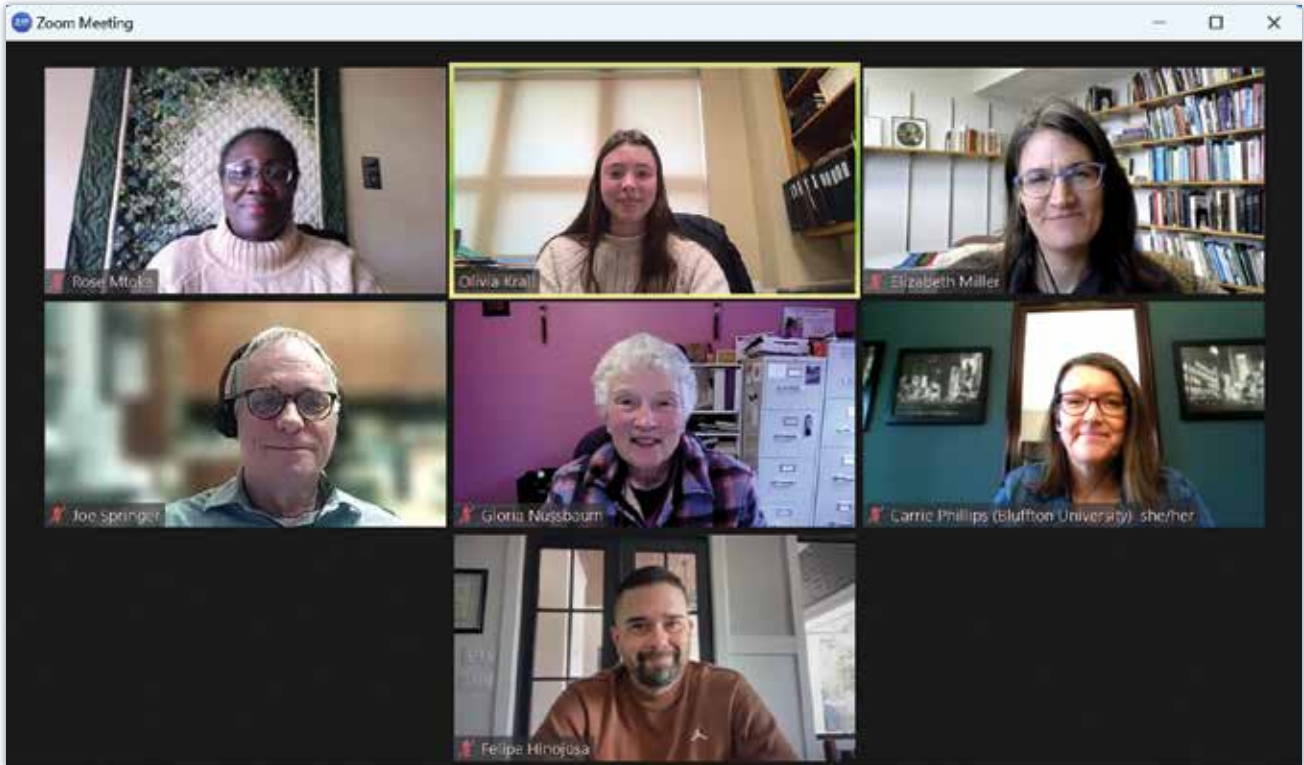 Zoom Meeting
Rose Mtoka
Olivia Krall
Elizabeth Miller
Joe Springer
Gloria Nussbaum
Carrie Phillips (Bluffton University) she/her
Felipe Hinojosa